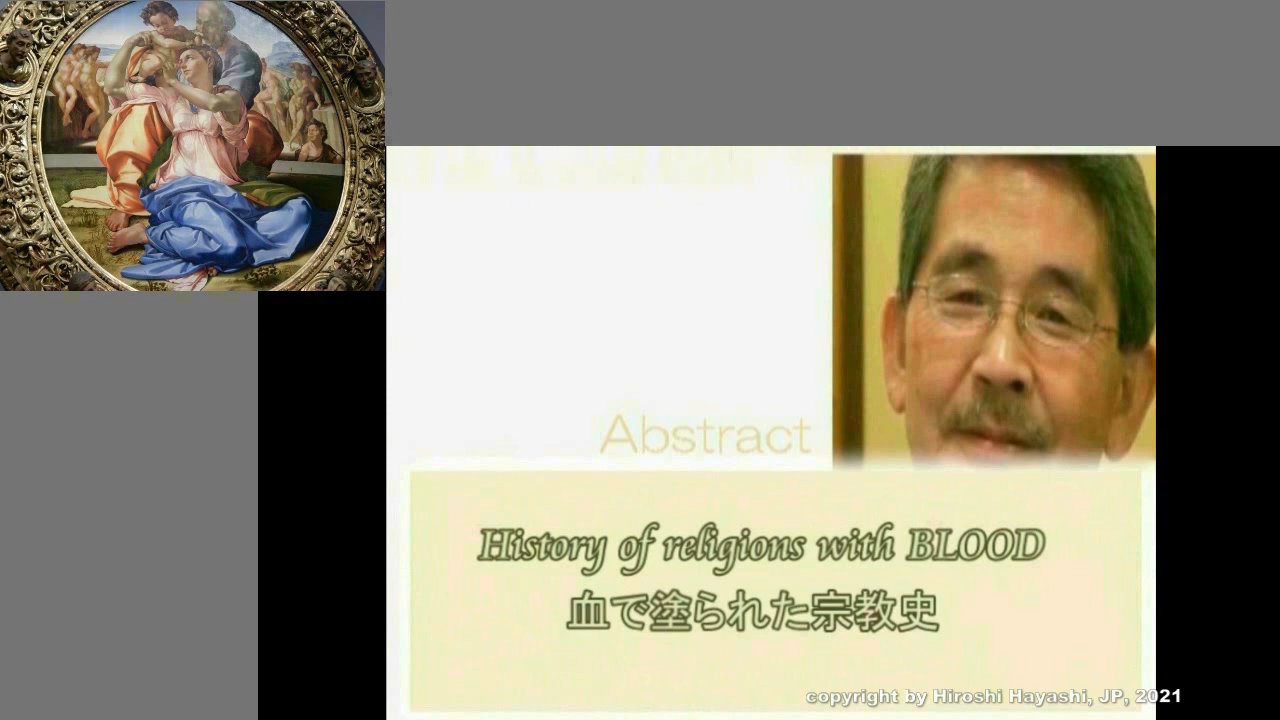 Abstract
History of religions with BLOOD
血で塗られた宗教史
copyright by Hiroshi Hayashi, JP, 2021